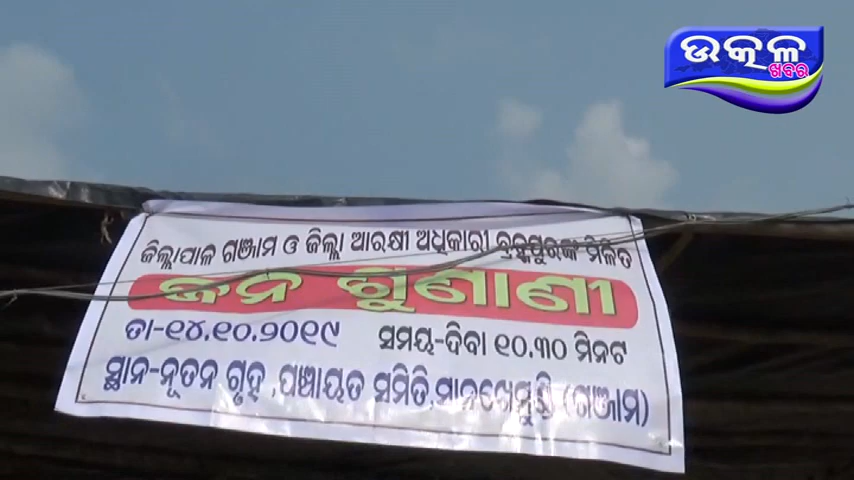 ଉତ୍କଳ
ଖବର
ଜିଲ୍ଲାପାଳ ଗଞ୍ଜାମ ଓ ଜିଲ୍ଲା ଆରକ୍ଷୀ ଅଧିକାରୀ ବ୍ରହ୍ମପୁରଙ୍କ ମିଳିତ
ଜନ ଶୁଣାଣୀ
ତା-୧୪.୧୦.୨୦୧୯ ସମୟ-ଦିବା ୧୦.୩୦ ମିନଟ
ସ୍ଥାନ-ନୂତନ ଗୃହ ,ପଞ୍ଚାୟତ ସମିତି,ସାନଖେମୁଣ୍ଡି (ଗଞ୍ଜାମ)